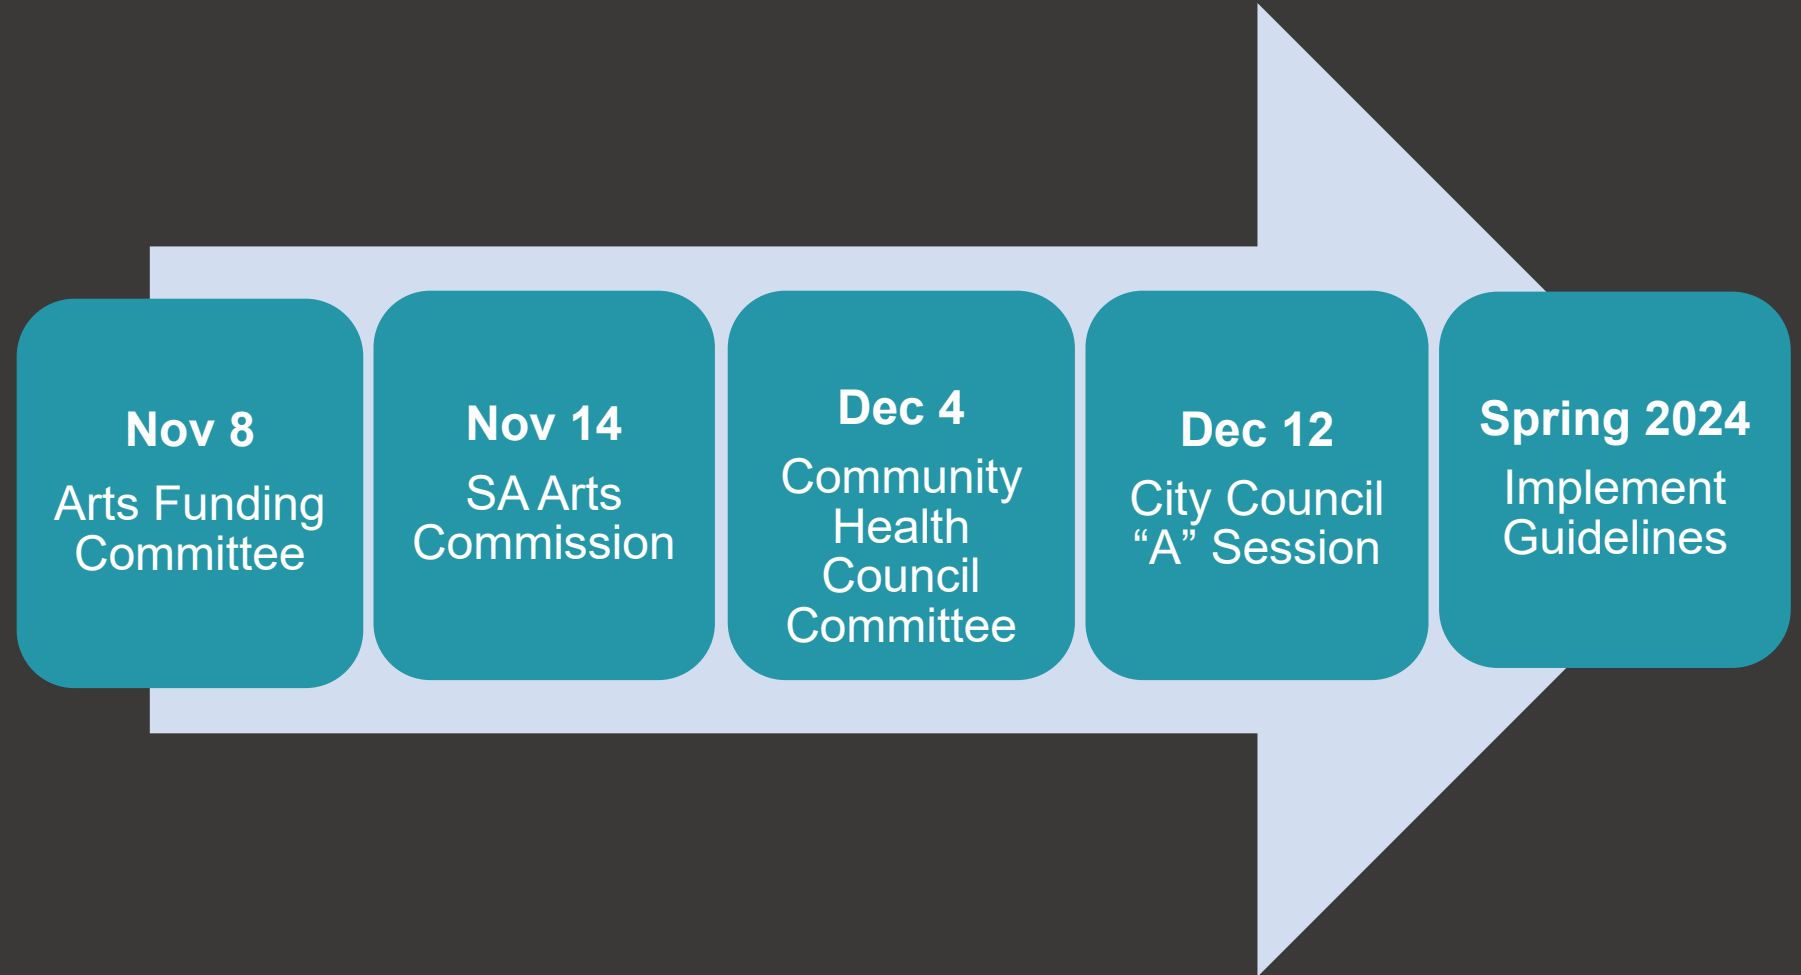 Nov 8
Arts Funding
Committee
Nov 14
SA Arts
Commission
Dec 4
Community
Health
Council
Committee
Dec 12
City Council
“A” Session
Spring 2024
Implement
Guidelines